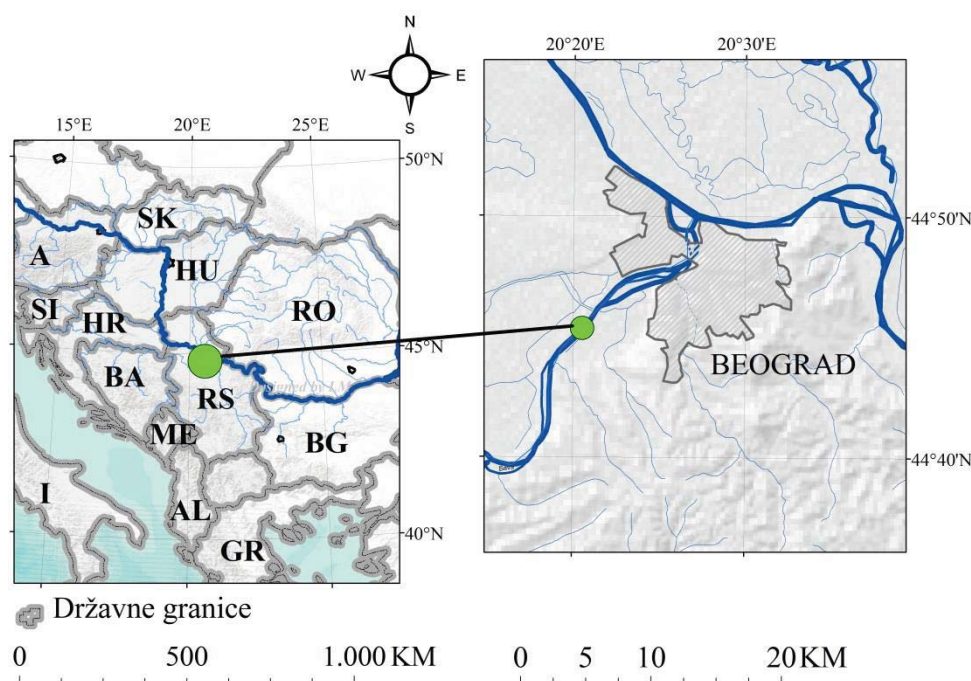 N
W E
S
15°E 20°E 25°E
50°N
45°N
40°N
SK
A
HU
SI
HR
RO
BA
RS
ME
BG
I
AL
GR
Designed by
Državne granice
0 500 1.000 KM
20°20'E 20°30'E
44°50'N
44°40'N
BEOGRAD
0 5 10 20 KM